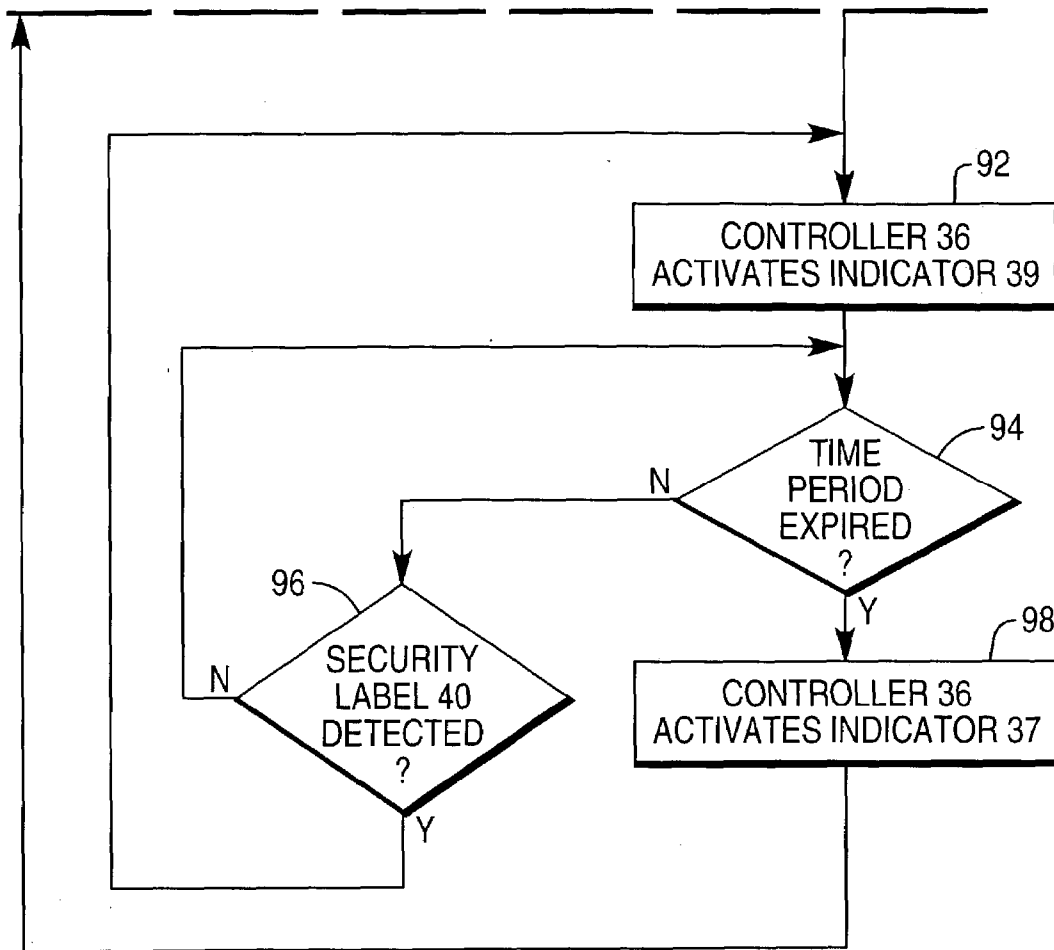 92
CONTROLLER 36
ACTIVATES INDICATOR 39
94
TIME
PERIOD
EXPIRED
?
N
Y
96
SECURITY
LABEL 40
DETECTED
?
N
Y
98
CONTROLLER 36
ACTIVATES INDICATOR 37